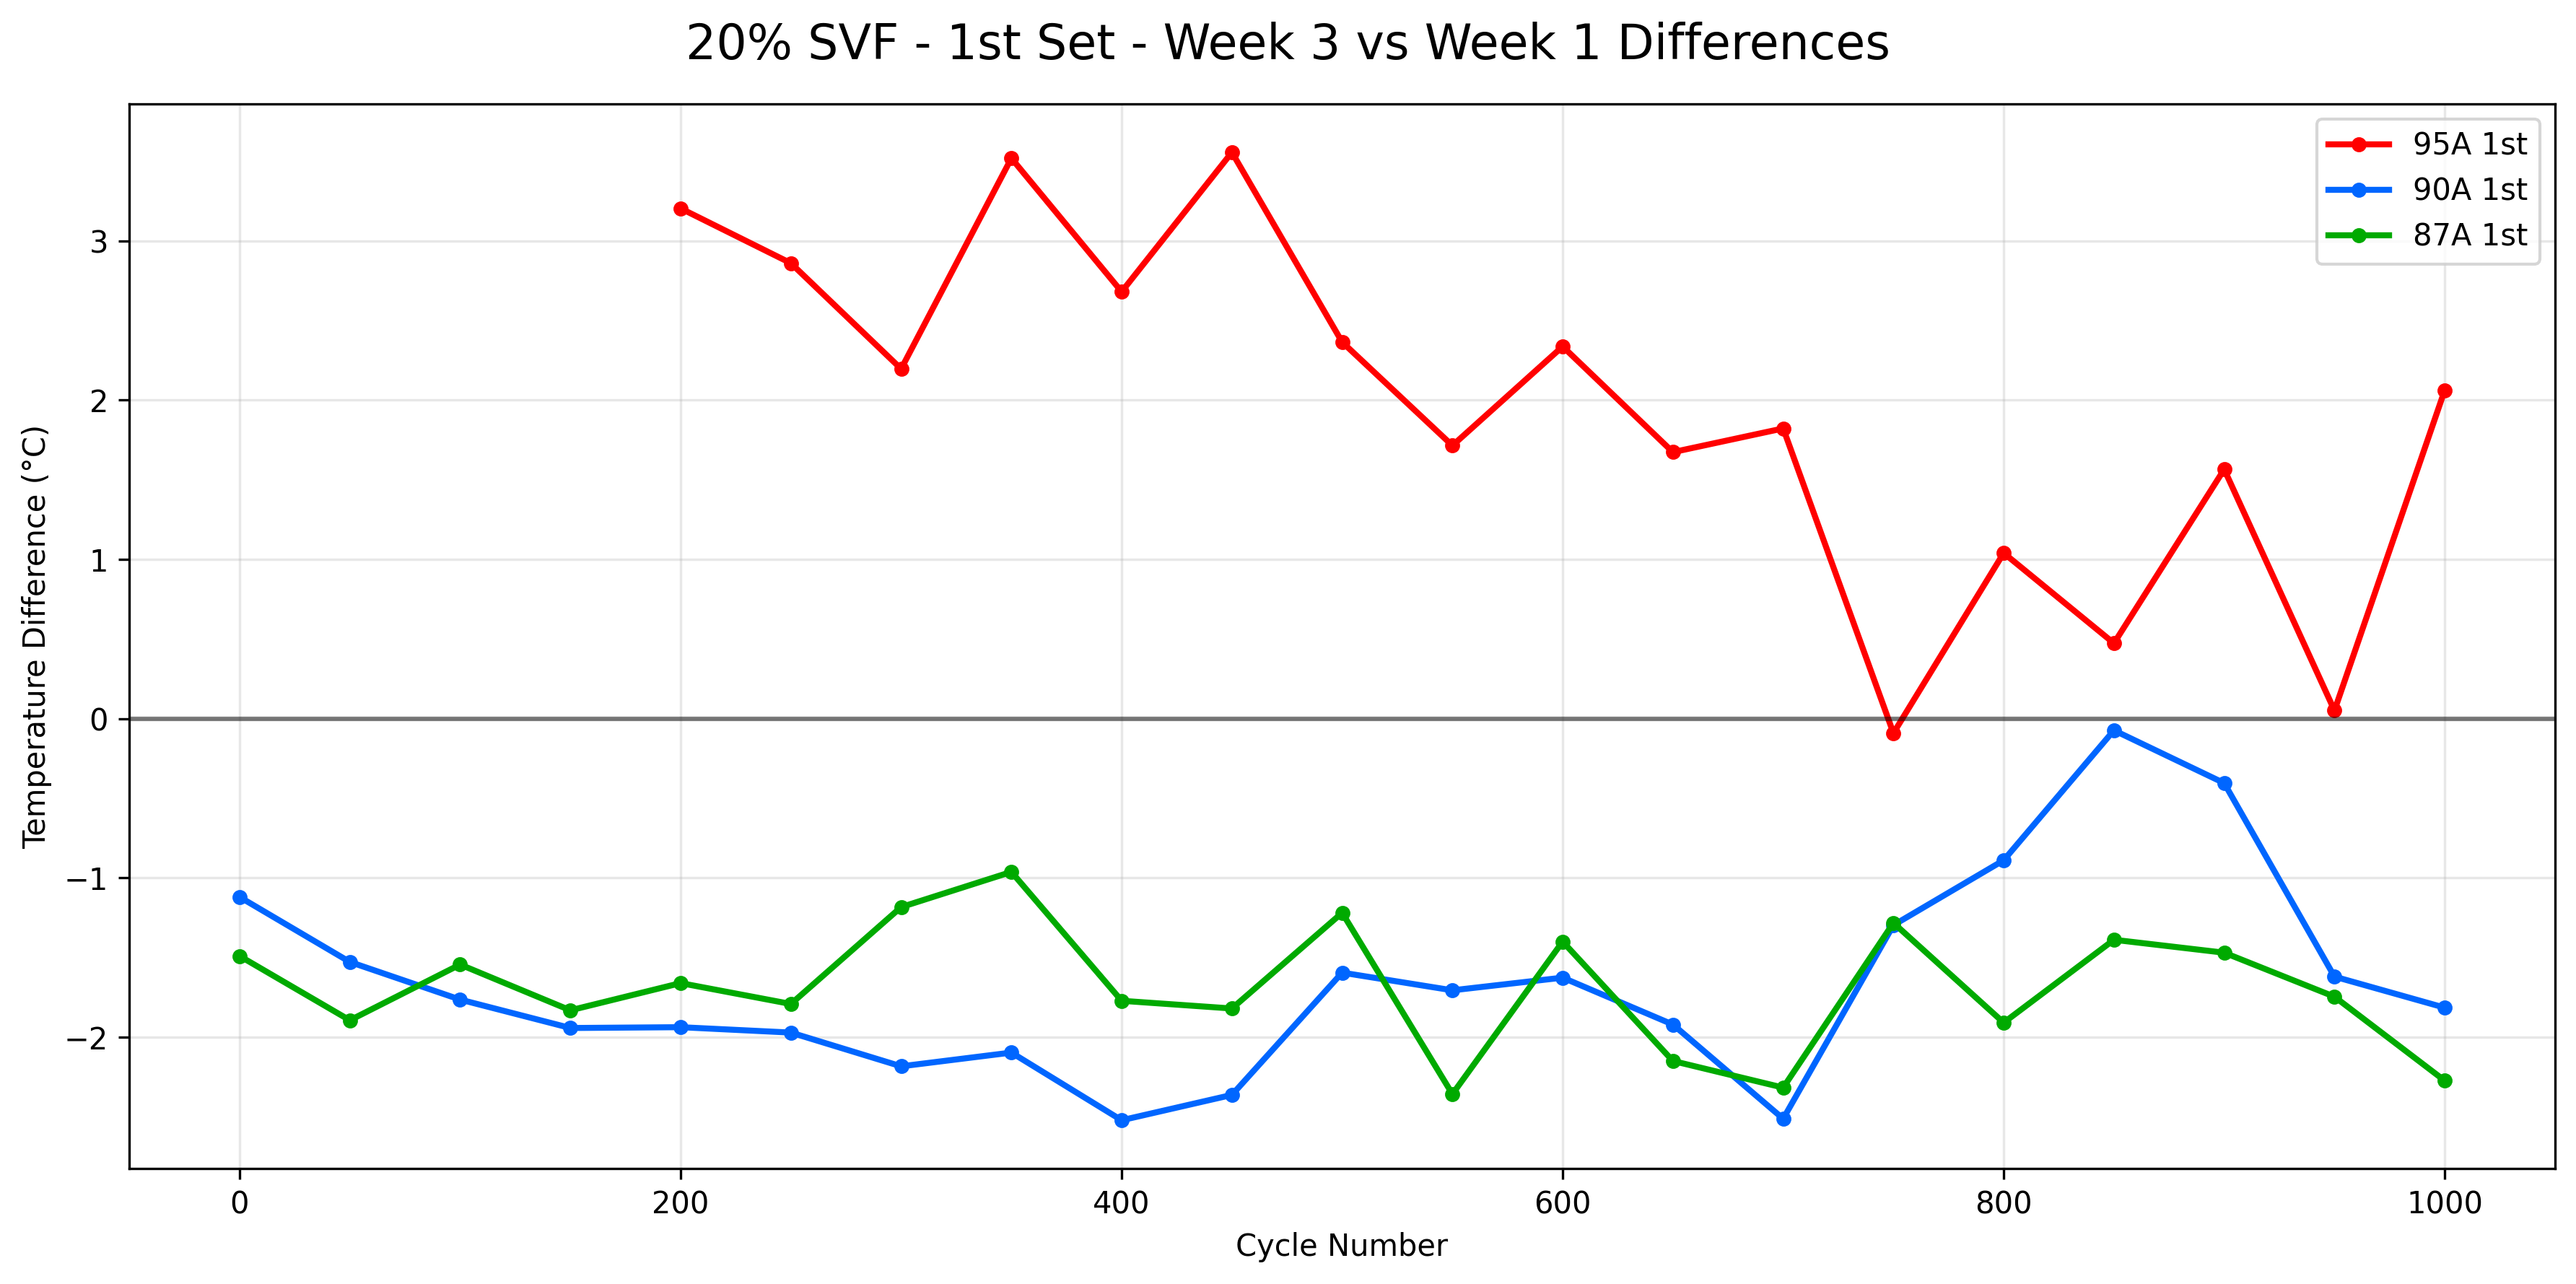 20% SVF - 1st Set - Week 3 vs Week 1 Differences
95A 1st
90A 1st
87A 1st
Temperature Difference (°C)
3
2
1
0
−1
−2
0 200 400 600 800 1000
Cycle Number